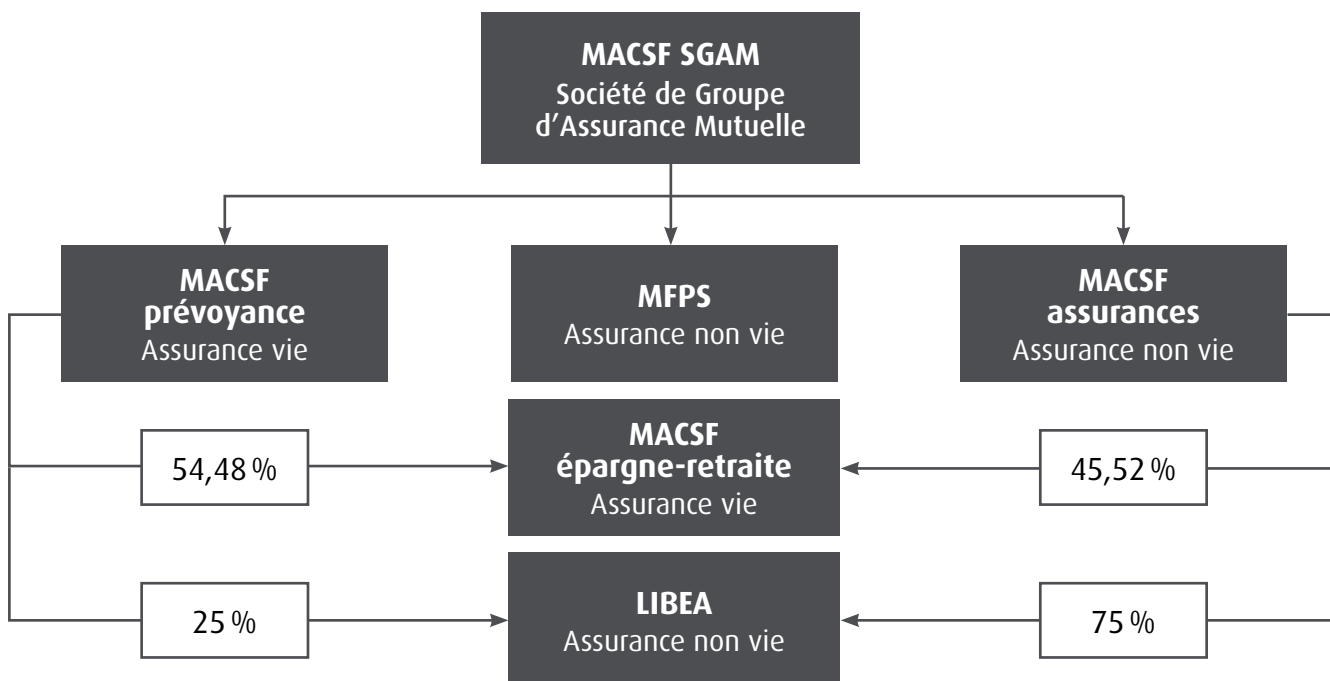 MACSF SGAM
Société de Groupe
d'Assurance Mutuelle
MACSF
prévoyance
Assurance vie
MFPS
Assurance non vie
MACSF
assurances
Assurance non vie
54,48 %
MACSF
épargne-retraite
Assurance vie
45,52 %
25 %
LIBEA
Assurance non vie
75 %